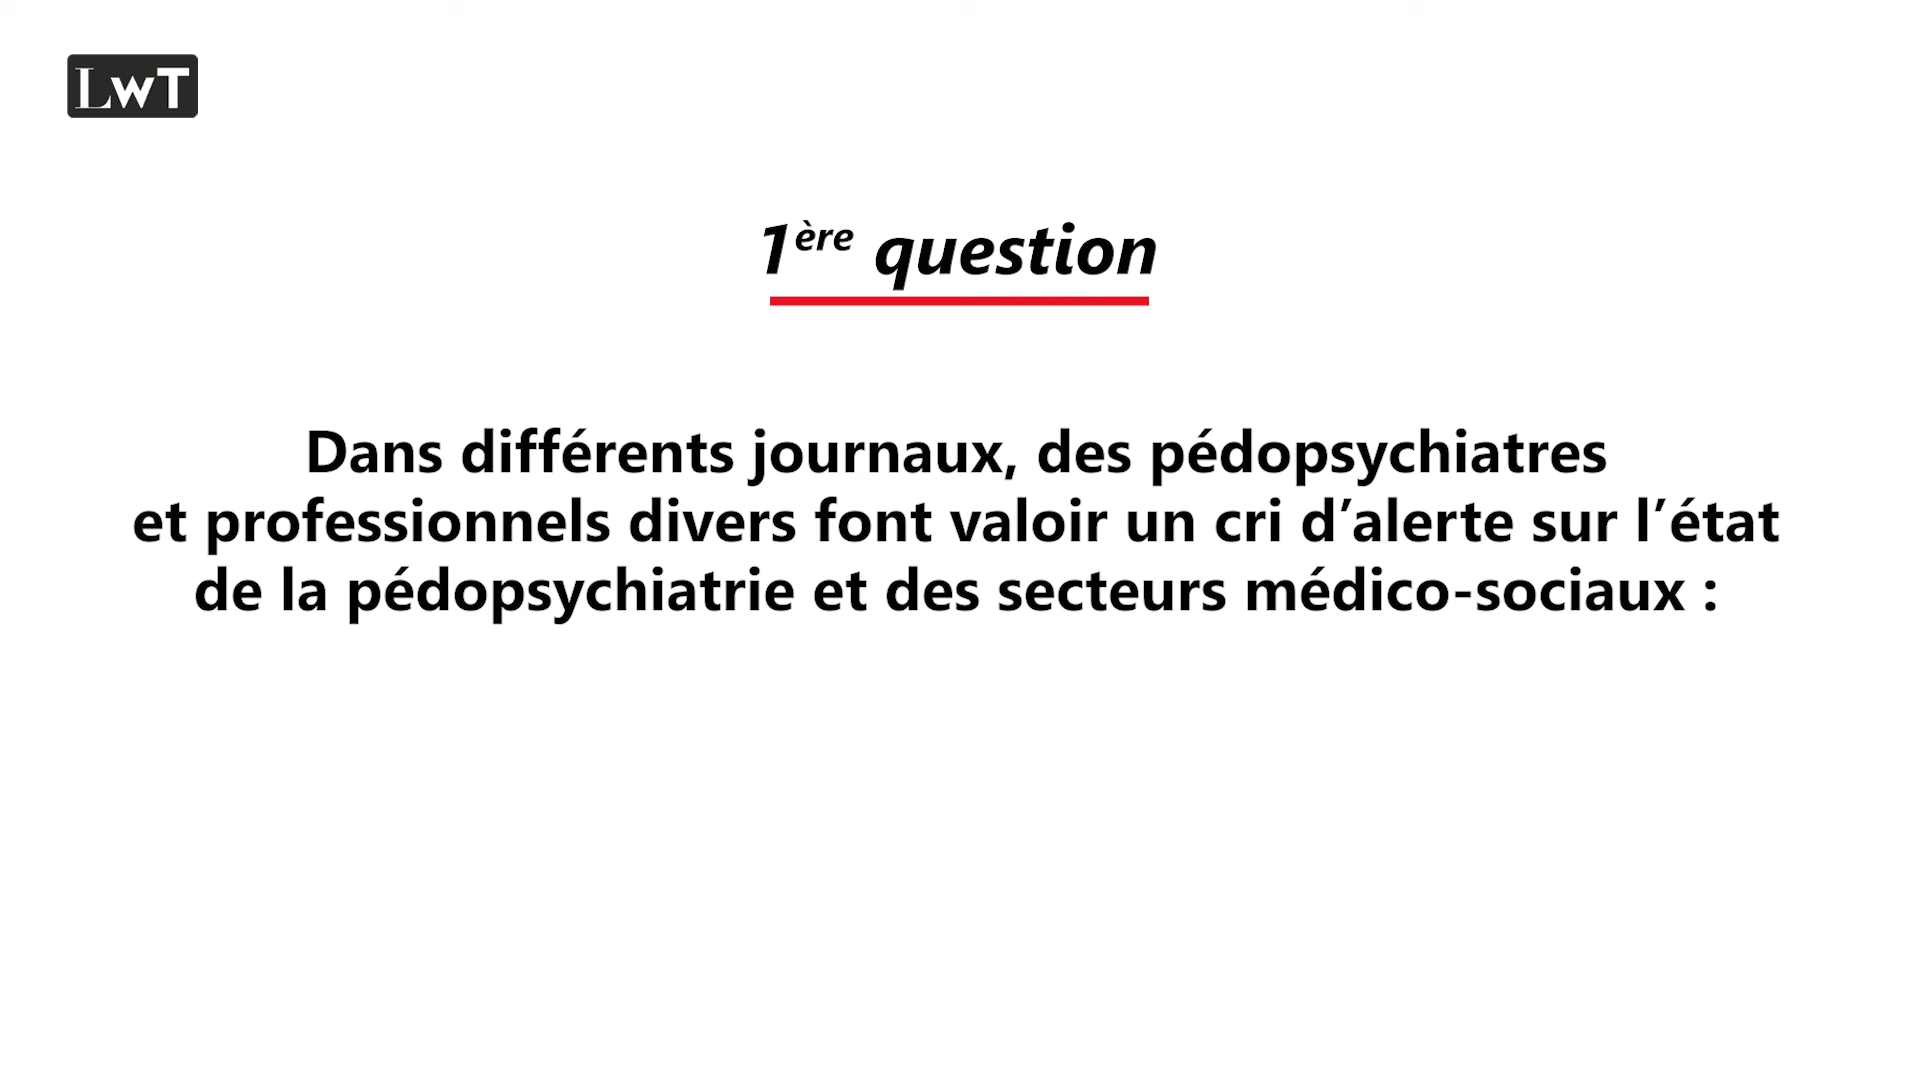 LwT
1ère question
Dans différents journaux, des pédopsychiatres
et professionnels divers font valoir un cri d’alerte sur l’état
de la pédopsychiatrie et des secteurs médico-sociaux :